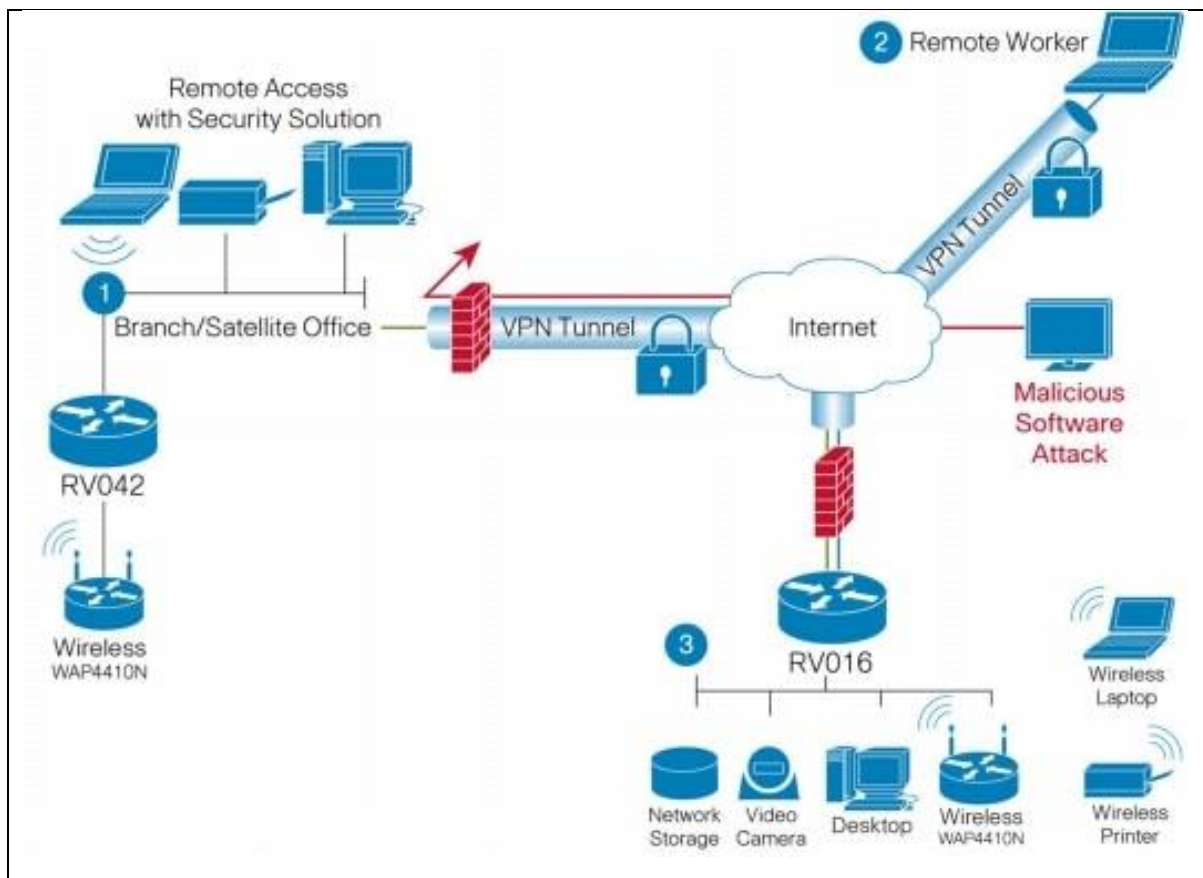 2 Remote Worker
Remote Access
with Security Solution
VPN Tunnel
1
Branch/Satellite Office
VPN Tunnel
Internet
Malicious
Software
Attack
RV042
Wireless
WAP4410N
3
RV016
Wireless
Laptop
Network
Storage
Video
Camera
Desktop
Wireless
WAP4410N
Wireless
Printer